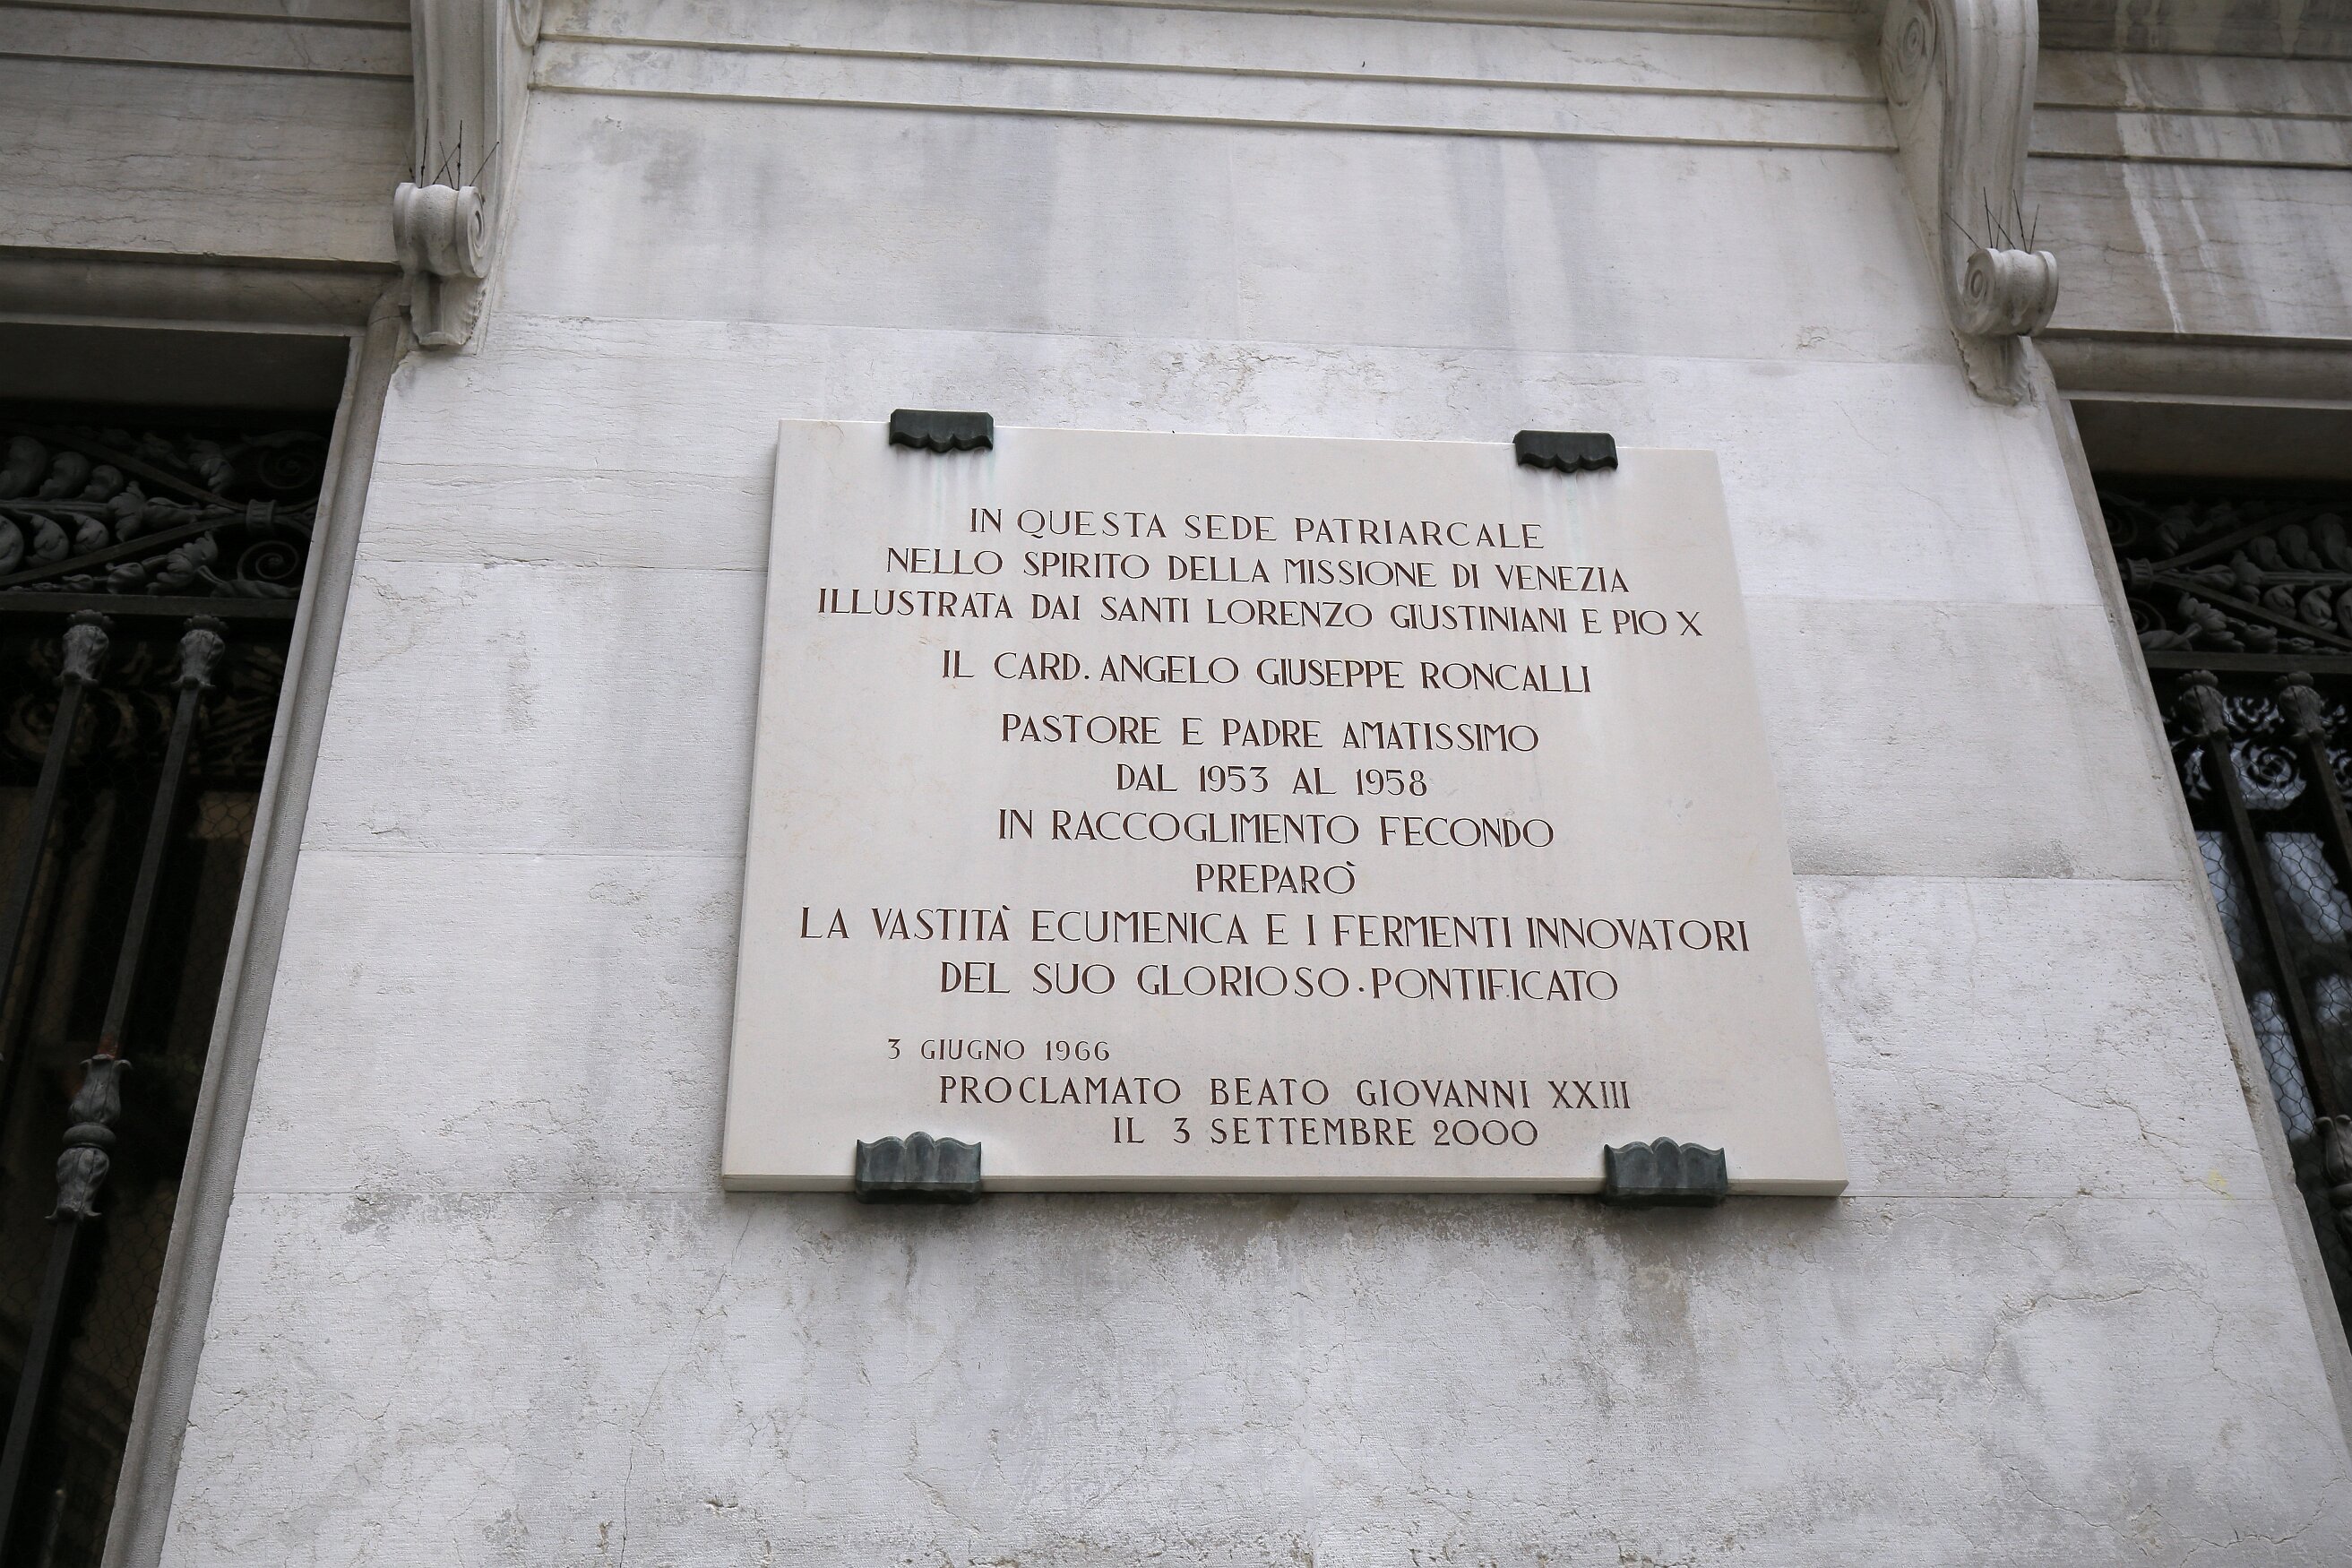 IN QUESTA SEDE PATRIARCALE
NELLO SPIRITO DELLA MISSIONE DI VENEZIA
ILLUSTRATA DAI SANTI LORENZO GIUSTINIANI E PIO X
IL CARD. ANGELO GIUSEPPE RONCALLI
PASTORE E PADRE AMATISSIMO
DAL 1953 AL 1958
IN RACCOGLIMENTO FECONDO
PREPARÒ
LA VASTITÀ ECUMENICA E I FERMENTI INNOVATORI
DEL SUO GLORIOSO · PONTIFICATO
3 GIUGNO 1966
PROCLAMATO BEATO GIOVANNI XXIII
IL 3 SETTEMBRE 2000